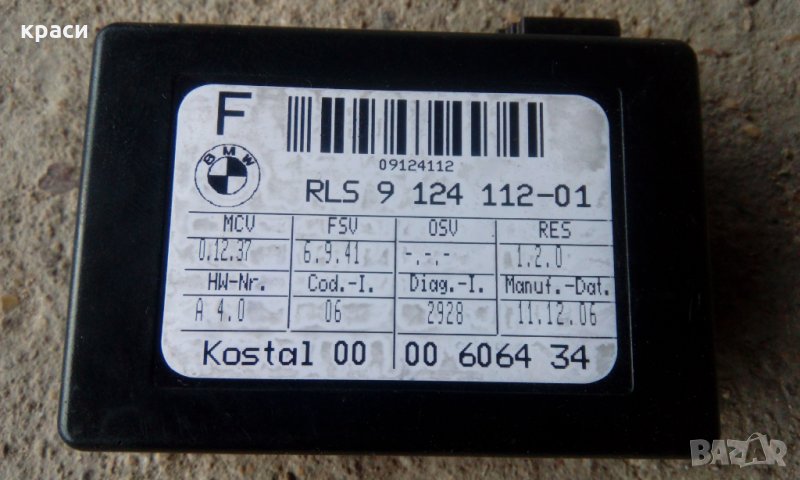 краси
F
09124112
BMW
RLS 9 124 112-01
MCV FSV OSV RES
0.12.37 6.9.41 -.-.- 1.2.0
HW-Nr. Cod.-I. Diag.-I. Manuf.-Dat.
A 4.0 06 2928 11.12.06
Kostal 00 00 6064 34
BAZAR